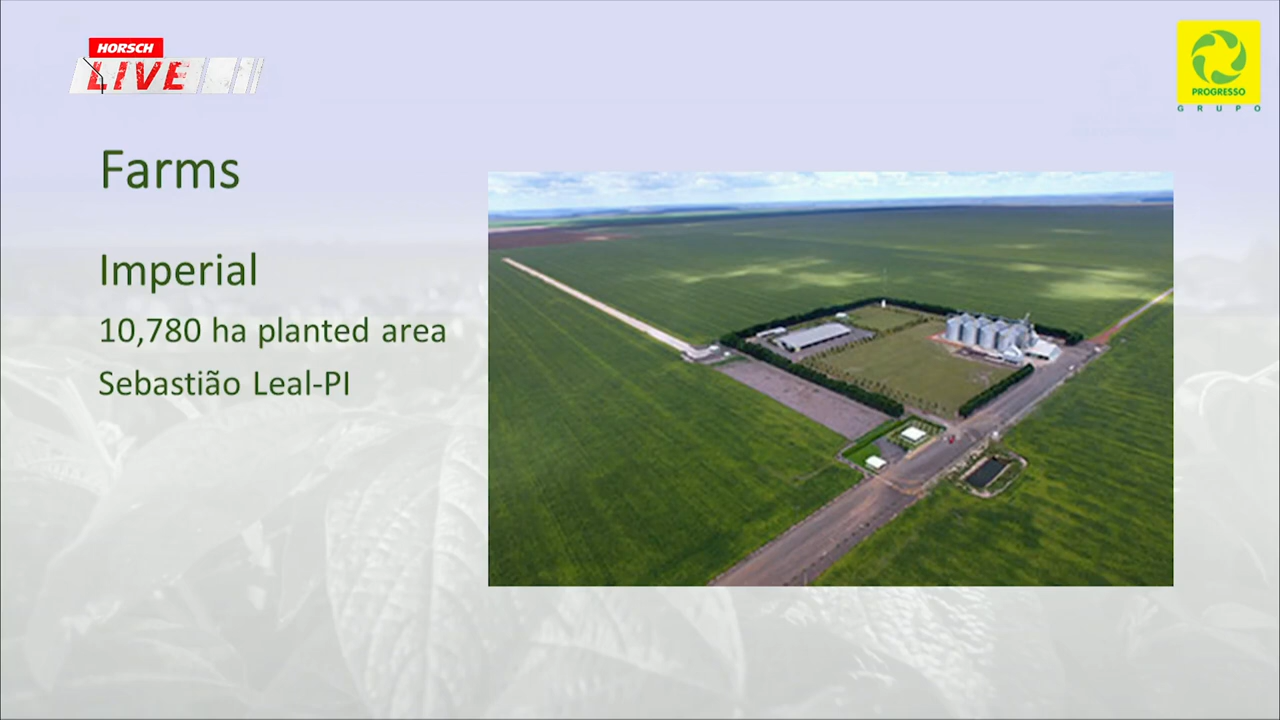 HORSCH
LIVE
PROGRESSO
GRUPO
Farms
Imperial
10,780 ha planted area
Sebastião Leal-PI